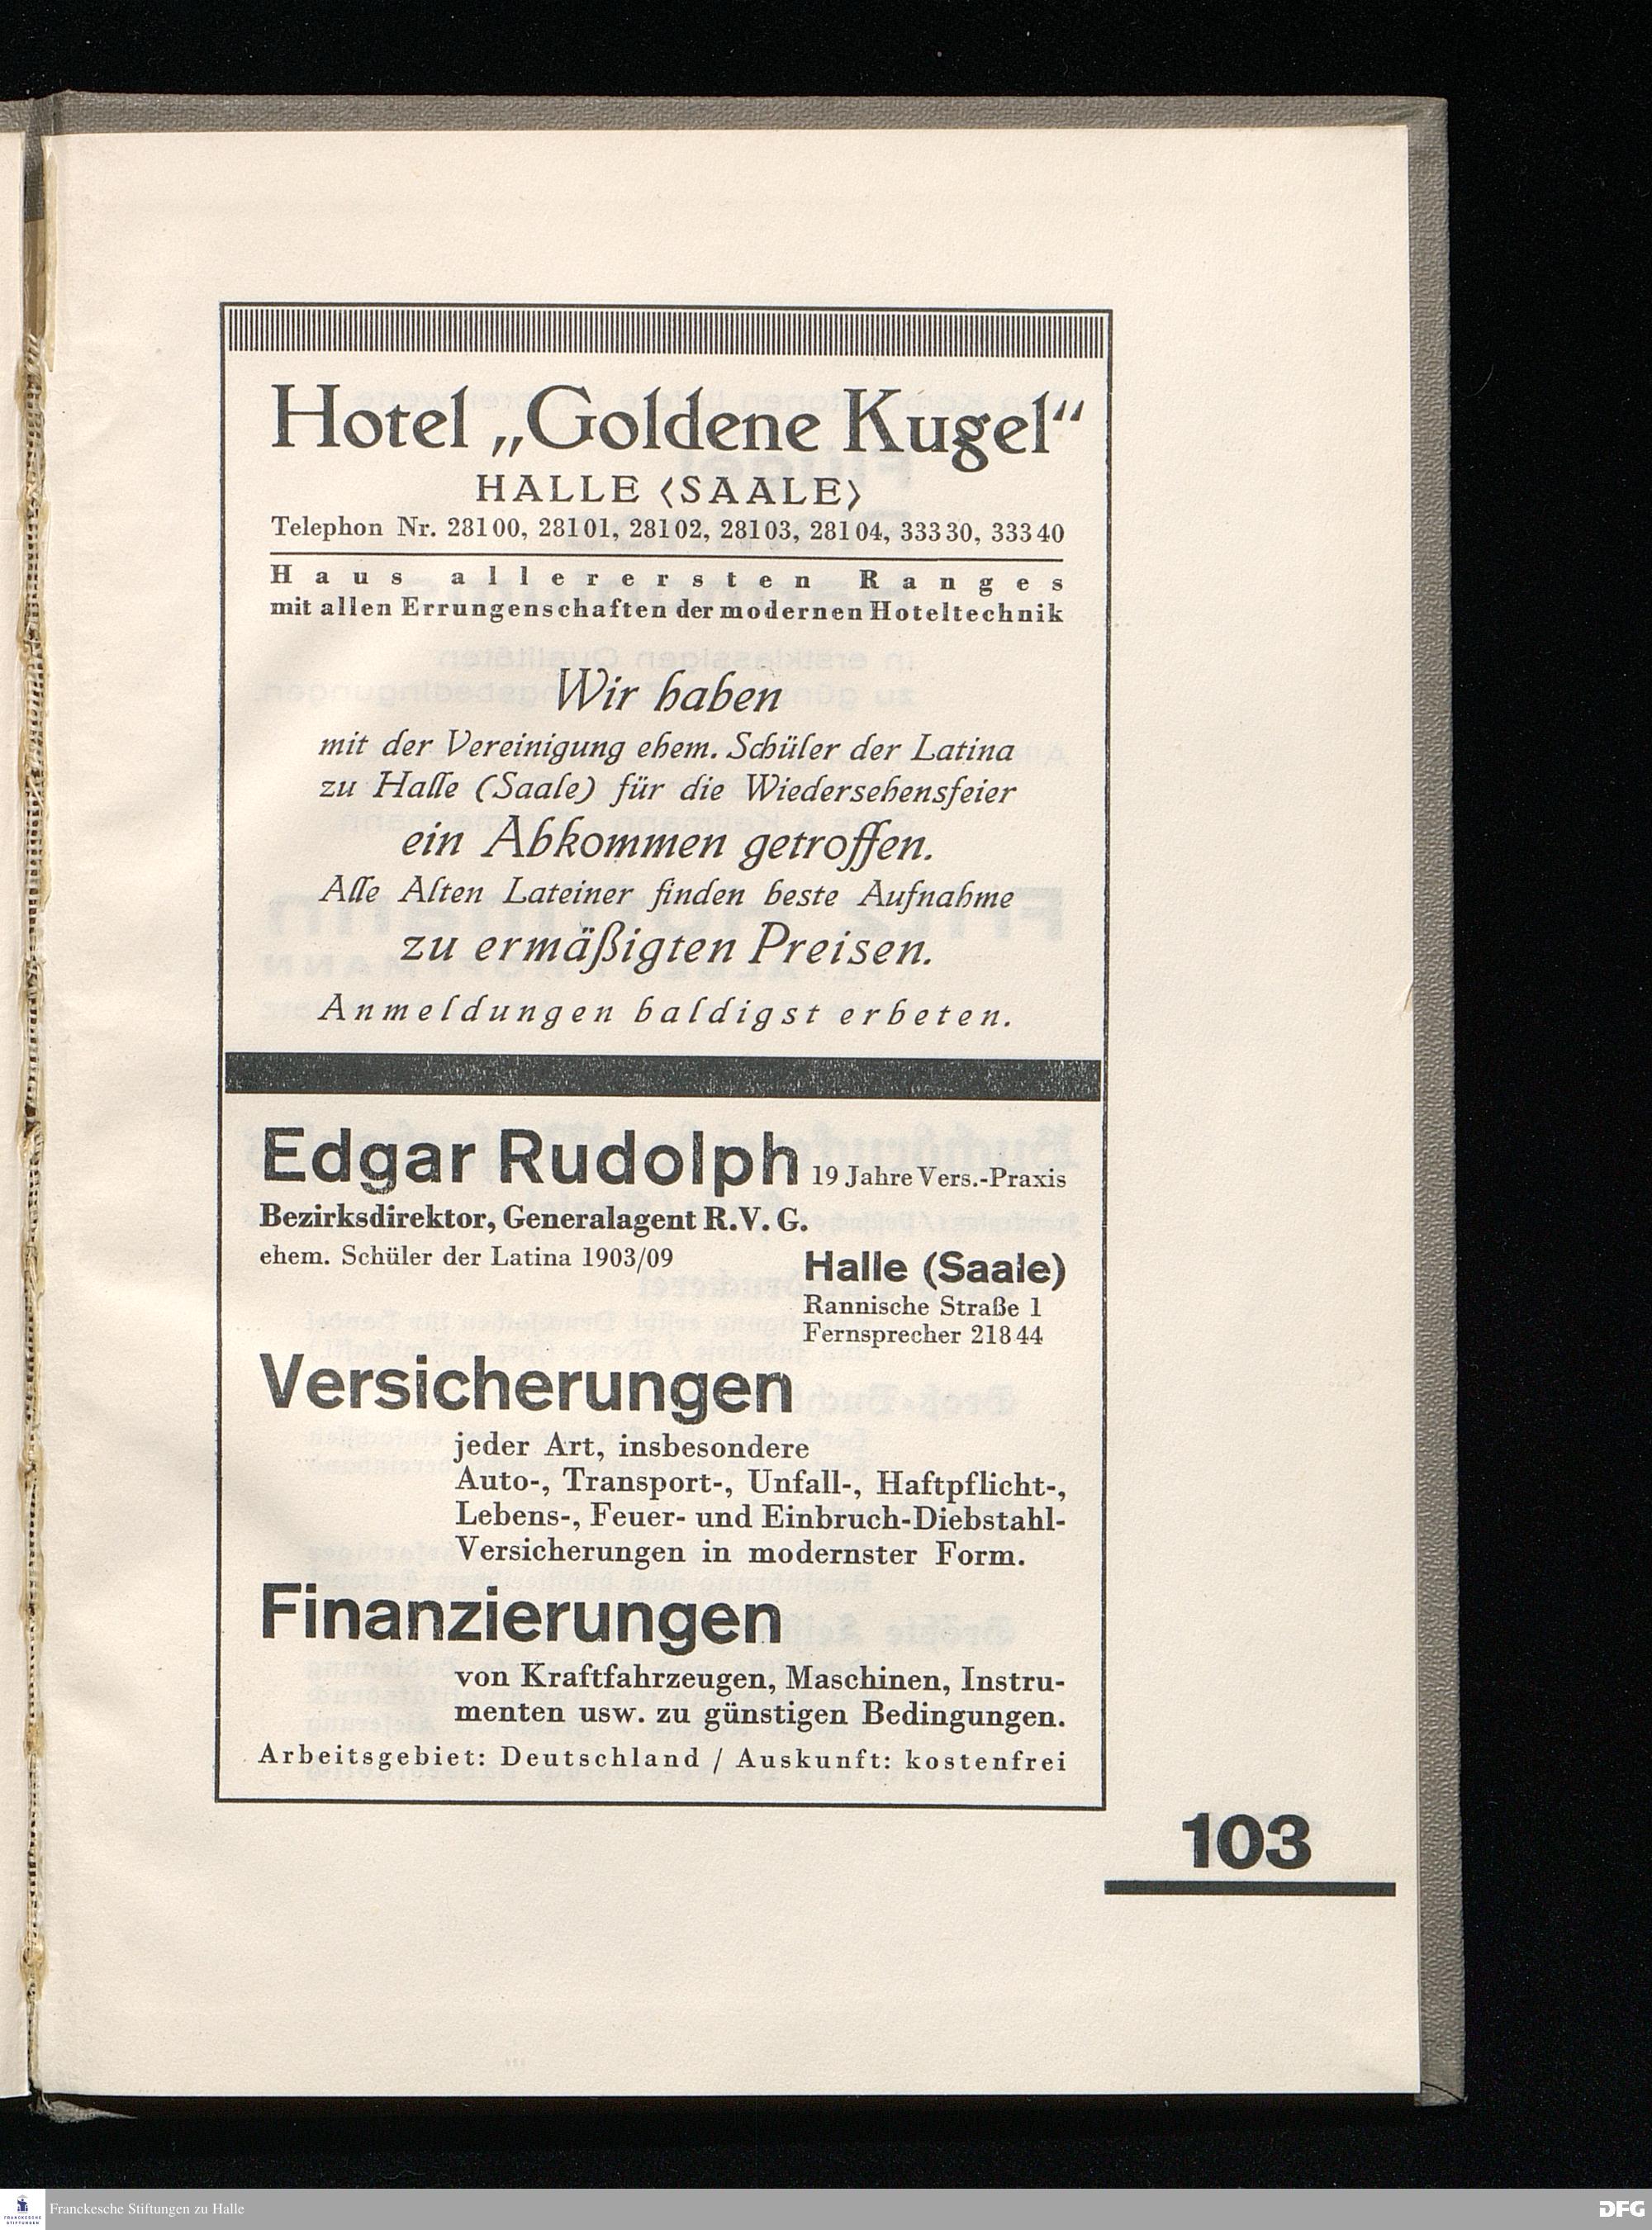 Hotel „Goldene Kugel“
HALLE ⟨SAALE⟩
Telephon Nr. 28100, 28101, 28102, 28103, 28104, 33330, 33340
Haus allerersten Ranges
mit allen Errungenschaften der modernen Hoteltechnik
Wir haben
mit der Vereinigung ehem. Schüler der Latina
zu Halle (Saale) für die Wiedersehensfeier
ein Abkommen getroffen.
Alle Alten Lateiner finden beste Aufnahme
zu ermäßigten Preisen.
Anmeldungen baldigst erbeten.
Edgar Rudolph 19 Jahre Vers.-Praxis
Bezirksdirektor, Generalagent R.V.G.
ehem. Schüler der Latina 1903/09
Halle (Saale)
Rannische Straße 1
Fernsprecher 21844
Versicherungen
jeder Art, insbesondere
Auto-, Transport-, Unfall-, Haftpflicht-,
Lebens-, Feuer- und Einbruch-Diebstahl-
Versicherungen in modernster Form.
Finanzierungen
von Kraftfahrzeugen, Maschinen, Instru-
menten usw. zu günstigen Bedingungen.
Arbeitsgebiet: Deutschland / Auskunft: kostenfrei
103
FRANCKESCHE
STIFTUNGEN
Franckesche Stiftungen zu Halle
DFG